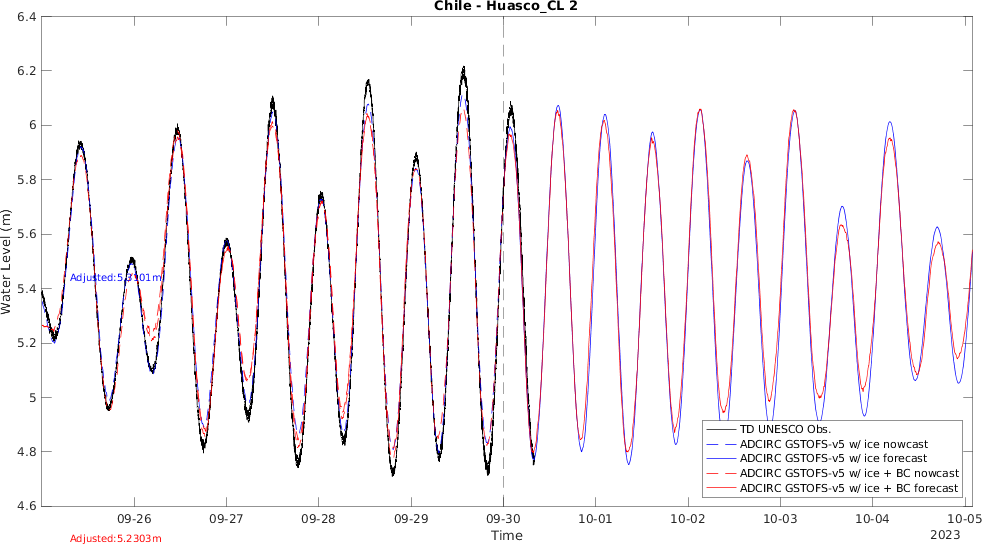 Chile - Huasco_CL 2
6.4
6.2
6
5.8
5.6
5.4
5.2
5
4.8
4.6
Water Level (m)
Adjusted:5.3901m
TD UNESCO Obs.
ADCIRC GSTOFS-v5 w/ ice nowcast
ADCIRC GSTOFS-v5 w/ ice forecast
ADCIRC GSTOFS-v5 w/ ice + BC nowcast
ADCIRC GSTOFS-v5 w/ ice + BC forecast
09-26 09-27 09-28 09-29 09-30 10-01 10-02 10-03 10-04 10-05
Time
2023
Adjusted:5.2303m